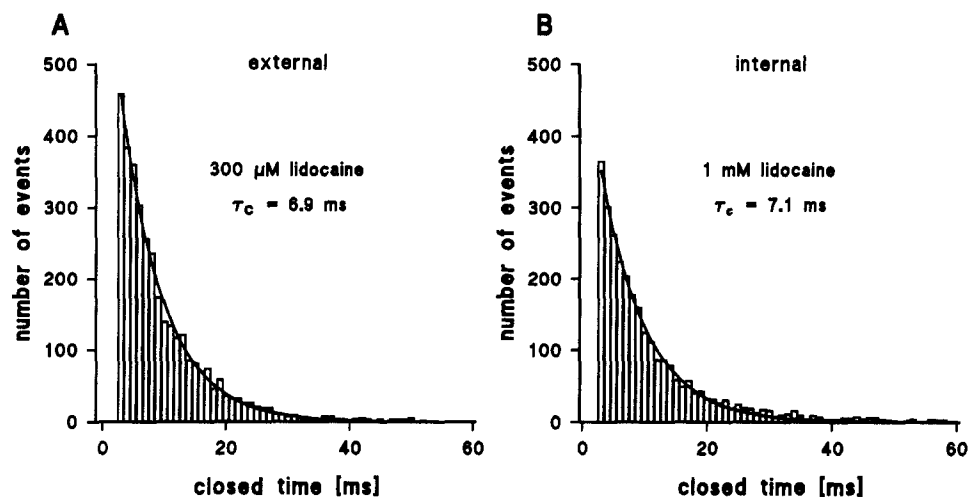 A
external
500
400
300
200
100
0
number of events
300 µM lidocaine
τc = 6.9 ms
0 20 40 60
closed time [ms]
B
internal
500
400
300
200
100
0
number of events
1 mM lidocaine
τc = 7.1 ms
0 20 40 60
closed time [ms]